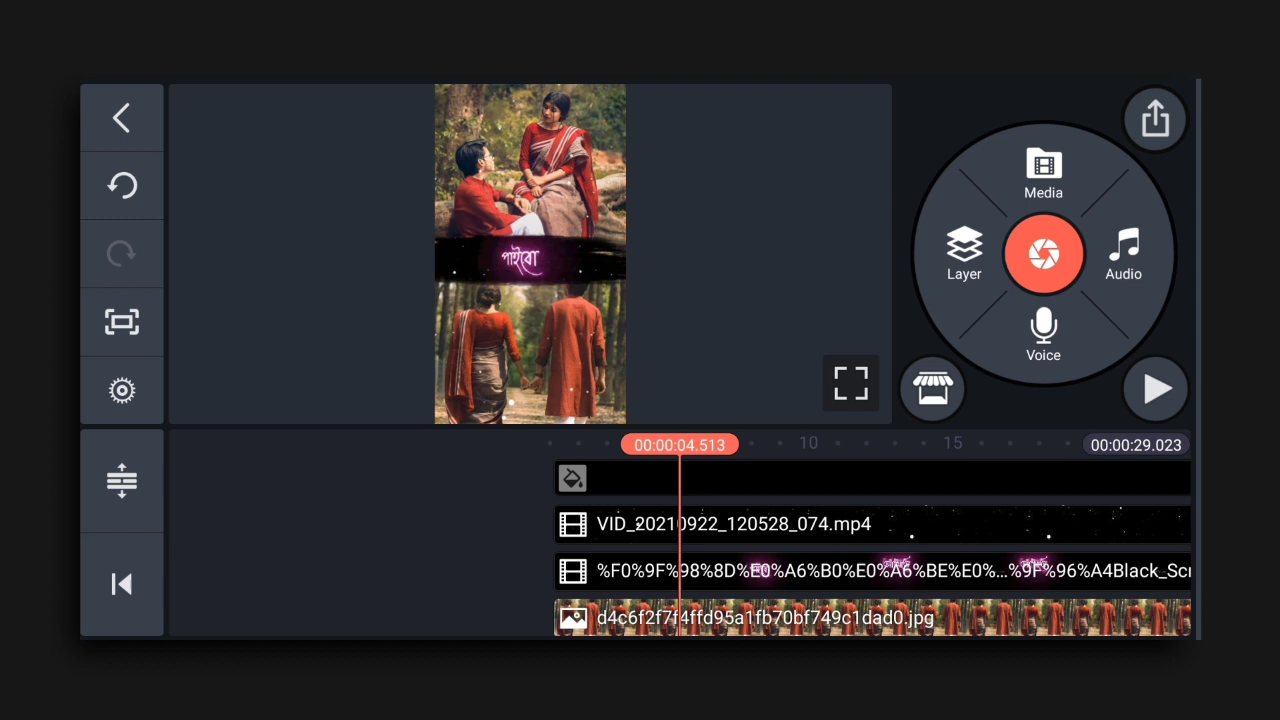 Media
Layer
Audio
Voice
পাইবো
00:00:04.513
10
15
00:00:29.023
VID_20210922_120528_074.mp4
%F0%9F%98%8D%E0%A6%B0%E0%A6%BE%E0%...%9F%96%A4Black_Scr
d4c6f2f7f4ffd95a1fb70bf749c1dad0.jpg